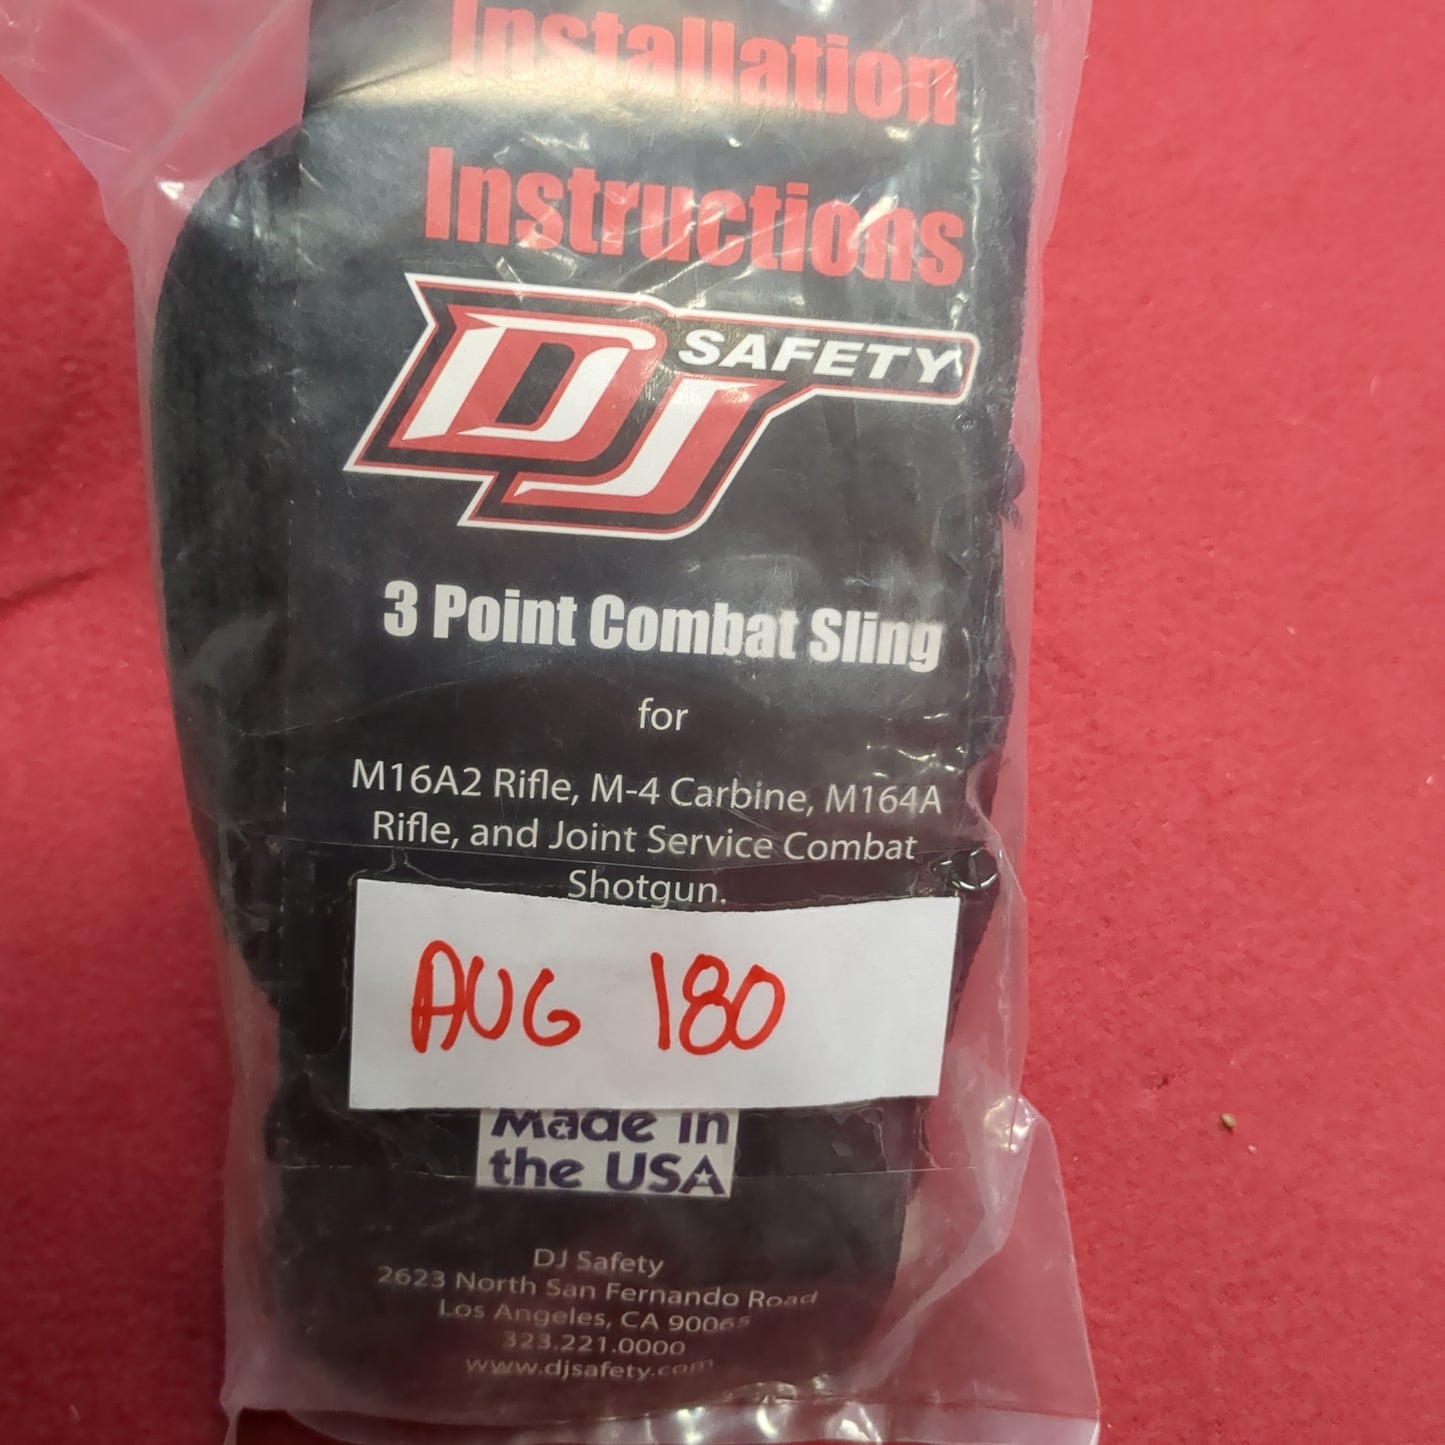 Installation
Instructions
DJ SAFETY
3 Point Combat Sling
for
M16A2 Rifle, M-4 Carbine, M164A
Rifle, and Joint Service Combat
Shotgun.
AUG 180
Made in
the USA
DJ Safety
2623 North San Fernando Road
Los Angeles, CA 90065
323.221.0000
www.djsafety.com